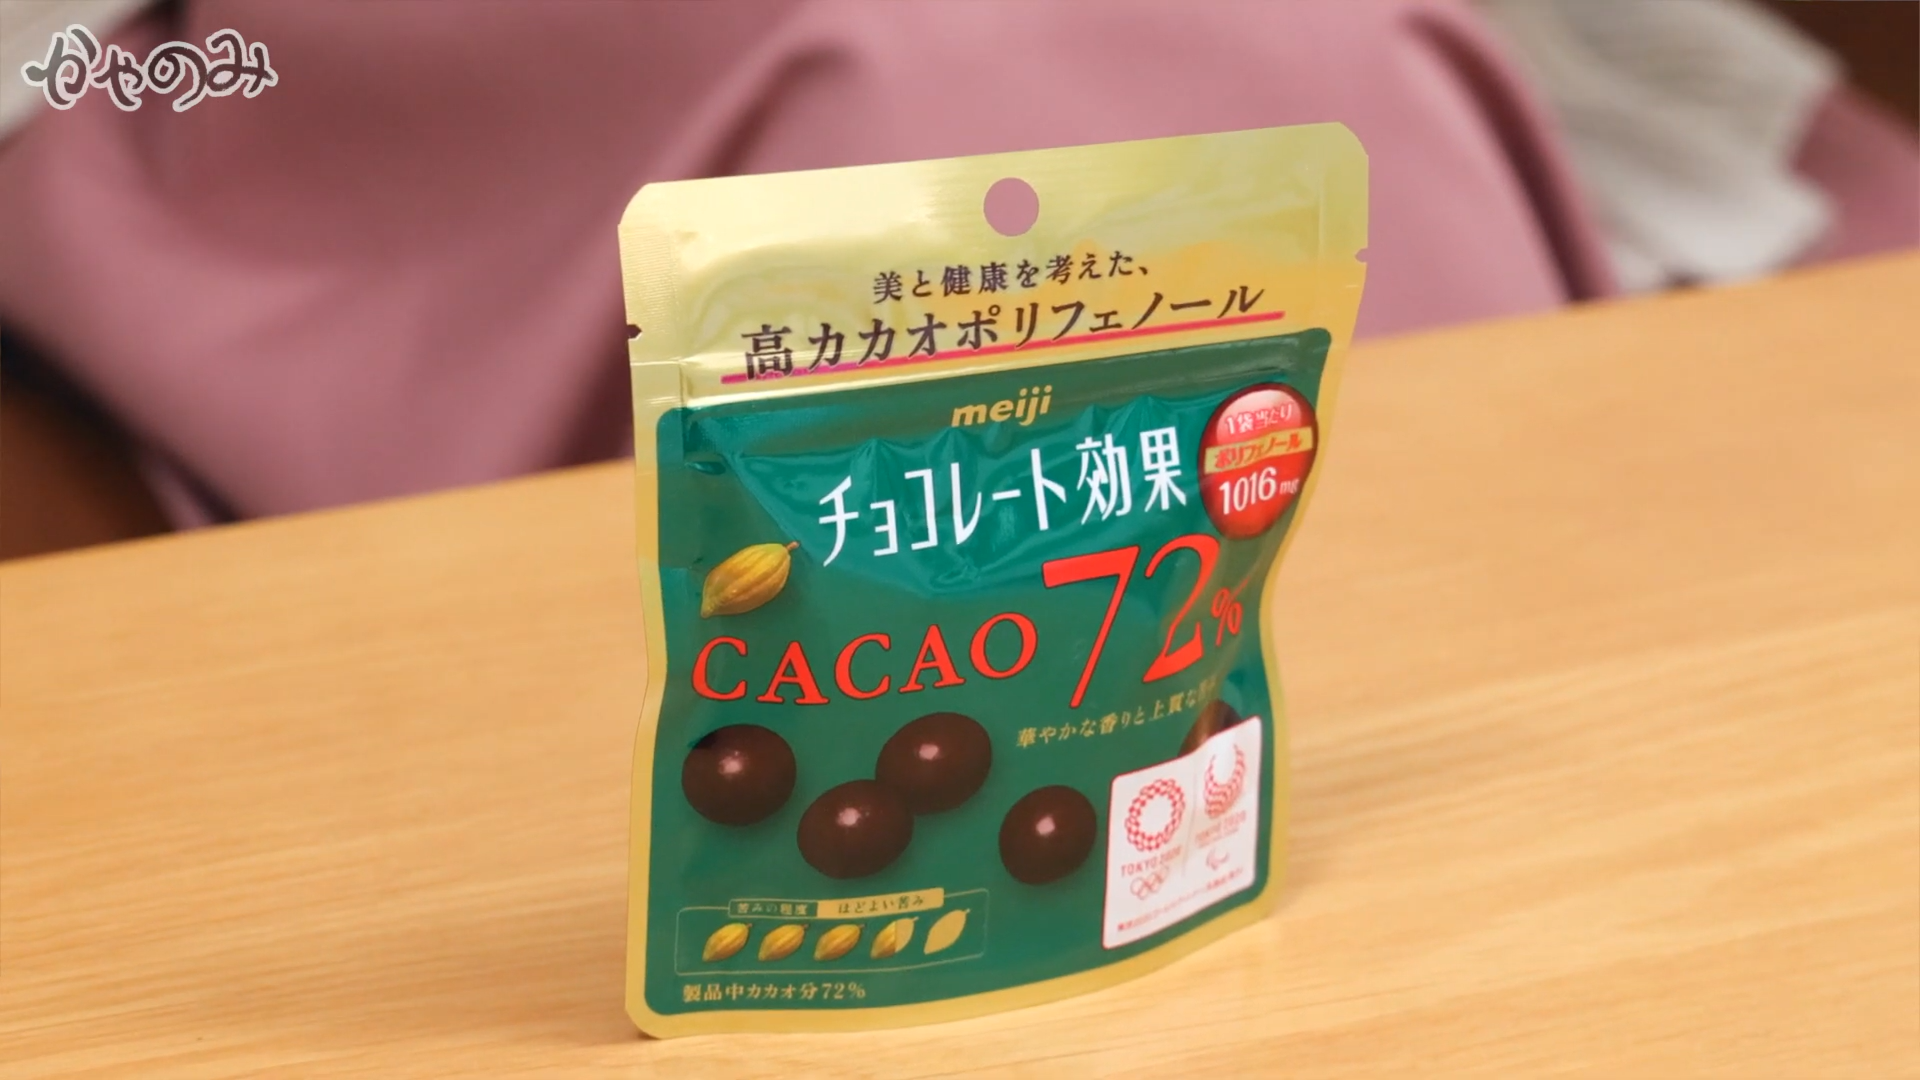 かやのみ
美と健康を考えた、
高カカオポリフェノール
meiji
チョコレート効果
1袋当たり
ポリフェノール
1016mg
CACAO 72%
華やかな香りと上質な
TOKYO 2020
TOKYO 2020
苦みの程度 ほどよい苦み
製品中カカオ分72%